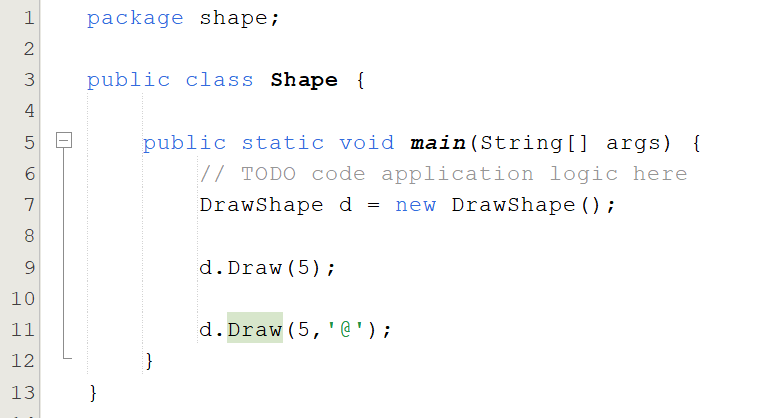 1 package shape;
2
3 public class Shape {
4
5 public static void main(String[] args) {
6 // TODO code application logic here
7 DrawShape d = new DrawShape();
8
9 d.Draw(5);
10
11 d.Draw(5,'@');
12 }
13 }